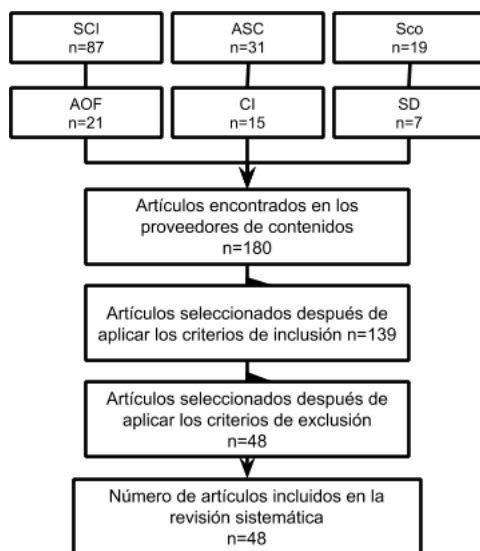 SCI
n=87
ASC
n=31
Sco
n=19
AOF
n=21
CI
n=15
SD
n=7
Artículos encontrados en los
proveedores de contenidos
n=180
Artículos seleccionados después de
aplicar los criterios de inclusión n=139
Artículos seleccionados después de
aplicar los criterios de exclusión
n=48
Número de artículos incluidos en la
revisión sistemática
n=48